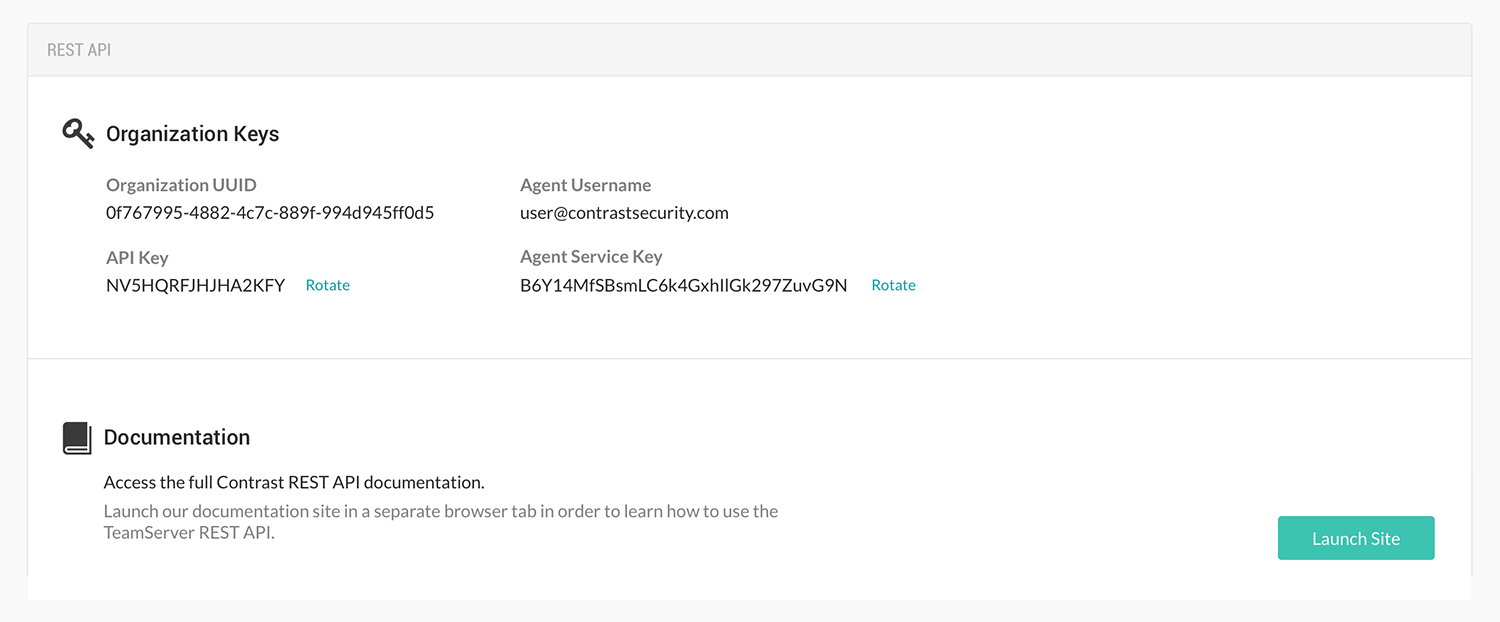 REST API
Organization Keys
Organization UUID
0f767995-4882-4c7c-889f-994d945ff0d5
Agent Username
user@contrastsecurity.com
API Key
NV5HQRFJHJHA2KFY Rotate
Agent Service Key
B6Y14MfSBsmLC6k4GxhIlGk297ZuvG9N Rotate
Documentation
Access the full Contrast REST API documentation.
Launch our documentation site in a separate browser tab in order to learn how to use the
TeamServer REST API.
Launch Site